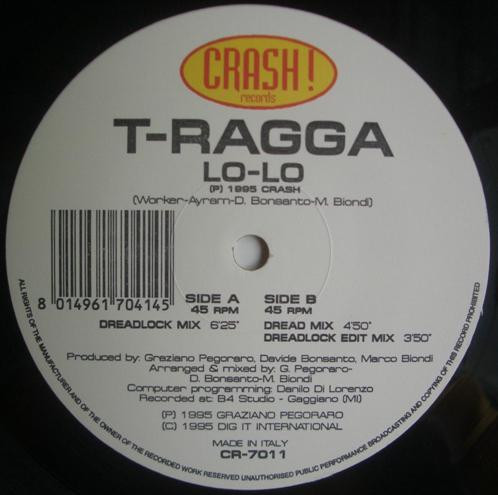 CRASH!
records
T-RAGGA
LO-LO
(P) 1995 CRASH
(Worker-Ayram-D. Bonsanto-M. Biondi)
8 014961 704145
SIDE A
45 RPM
DREADLOCK MIX 6'25"
SIDE B
45 RPM
DREAD MIX 4'50"
DREADLOCK EDIT MIX 3'50"
Produced by: Graziano Pegoraro, Davide Bonsanto, Marco Biondi
Arranged & mixed by: G. Pegoraro-
D. Bonsanto-M. Biondi
Computer programming: Danilo Di Lorenzo
Recorded at: B4 Studio - Gaggiano (MI)
(P) 1995 GRAZIANO PEGORARO
(C) 1995 DIG IT INTERNATIONAL
MADE IN ITALY
CR-7011
ALL RIGHTS OF THE MANUFACTURER AND OF THE OWNER OF THE RECORDED WORK RESERVED UNAUTHORISED PUBLIC PERFORMANCE BROADCASTING AND COPYING OF THIS RECORD PROHIBITED